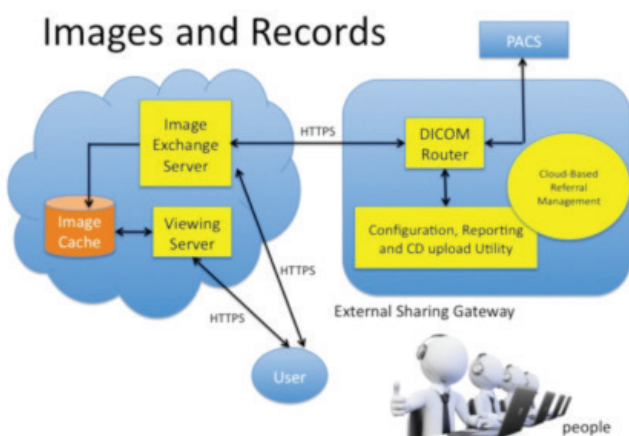 Images and Records
PACS
Image
Exchange
Server
HTTPS
DICOM
Router
Cloud-Based
Referral
Management
Image
Cache
Viewing
Server
Configuration, Reporting
and CD upload Utility
HTTPS
HTTPS
External Sharing Gateway
User
people